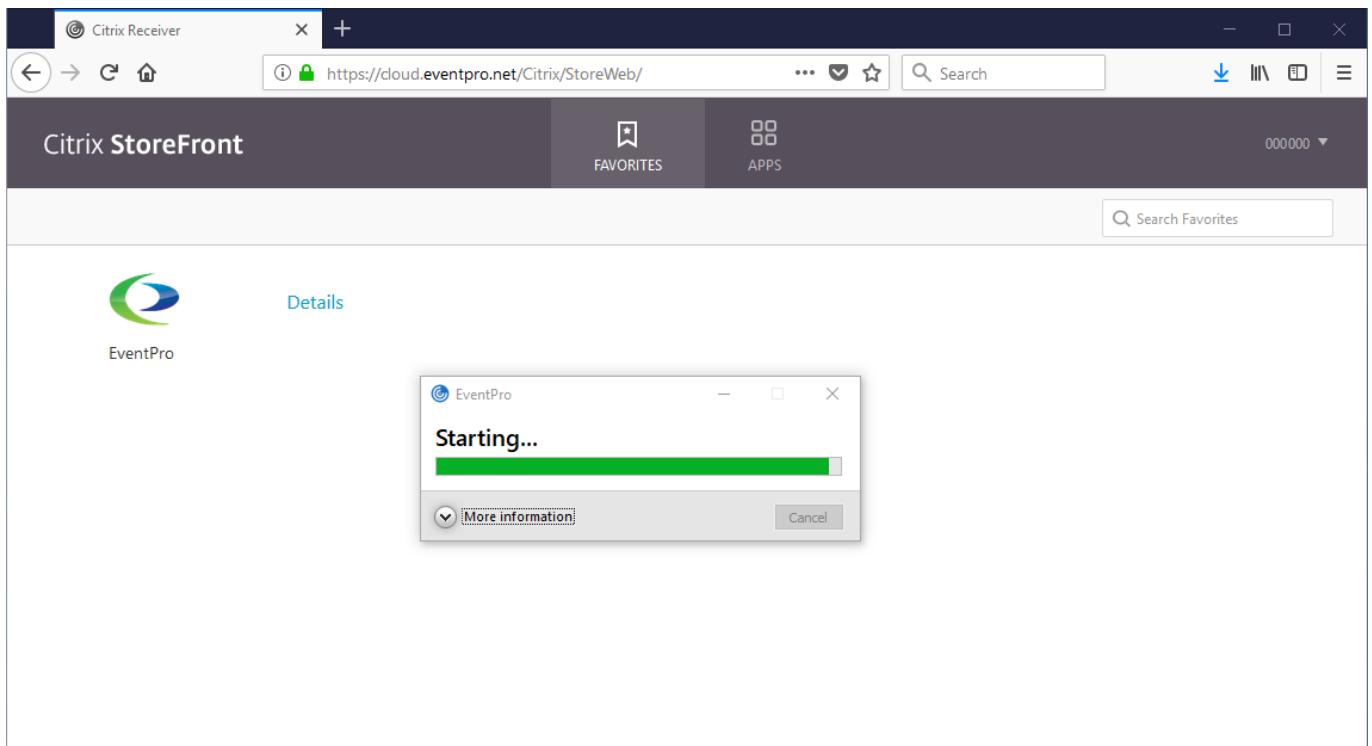 Citrix Receiver
https://cloud.eventpro.net/Citrix/StoreWeb/
Search
Citrix StoreFront
FAVORITES
APPS
000000
Search Favorites
EventPro
Details
EventPro
Starting...
More information
Cancel